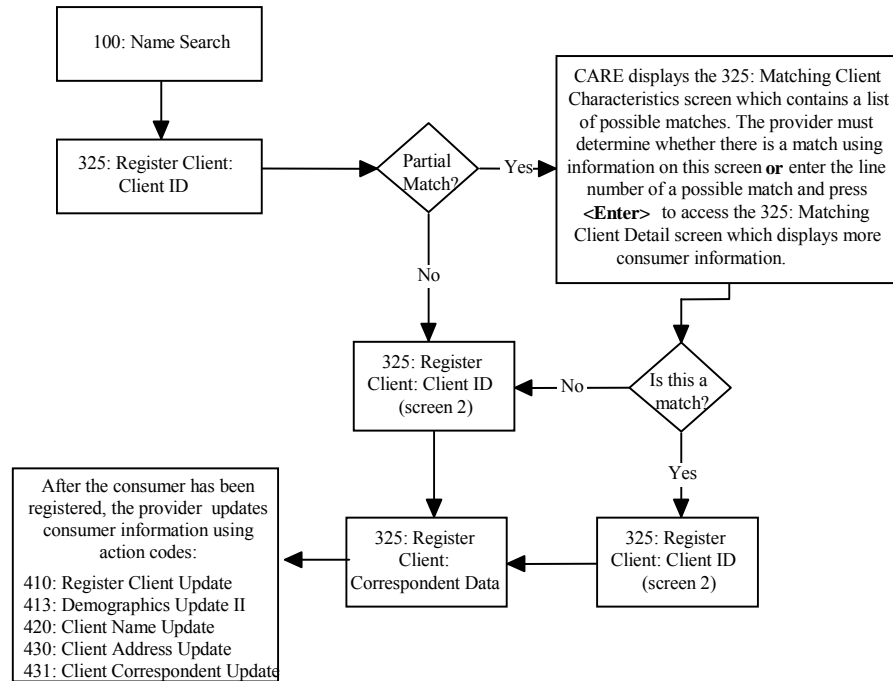 100: Name Search
325: Register Client:
Client ID
Partial
Match?
Yes
CARE displays the 325: Matching Client
Characteristics screen which contains a list
of possible matches. The provider must
determine whether there is a match using
information on this screen or enter the line
number of a possible match and press
<Enter> to access the 325: Matching
Client Detail screen which displays more
consumer information.
No
325: Register
Client: Client ID
(screen 2)
No
Is this a
match?
Yes
After the consumer has been
registered, the provider updates
consumer information using
action codes:
410: Register Client Update
413: Demographics Update II
420: Client Name Update
430: Client Address Update
431: Client Correspondent Update
325: Register
Client:
Correspondent Data
325: Register
Client: Client ID
(screen 2)